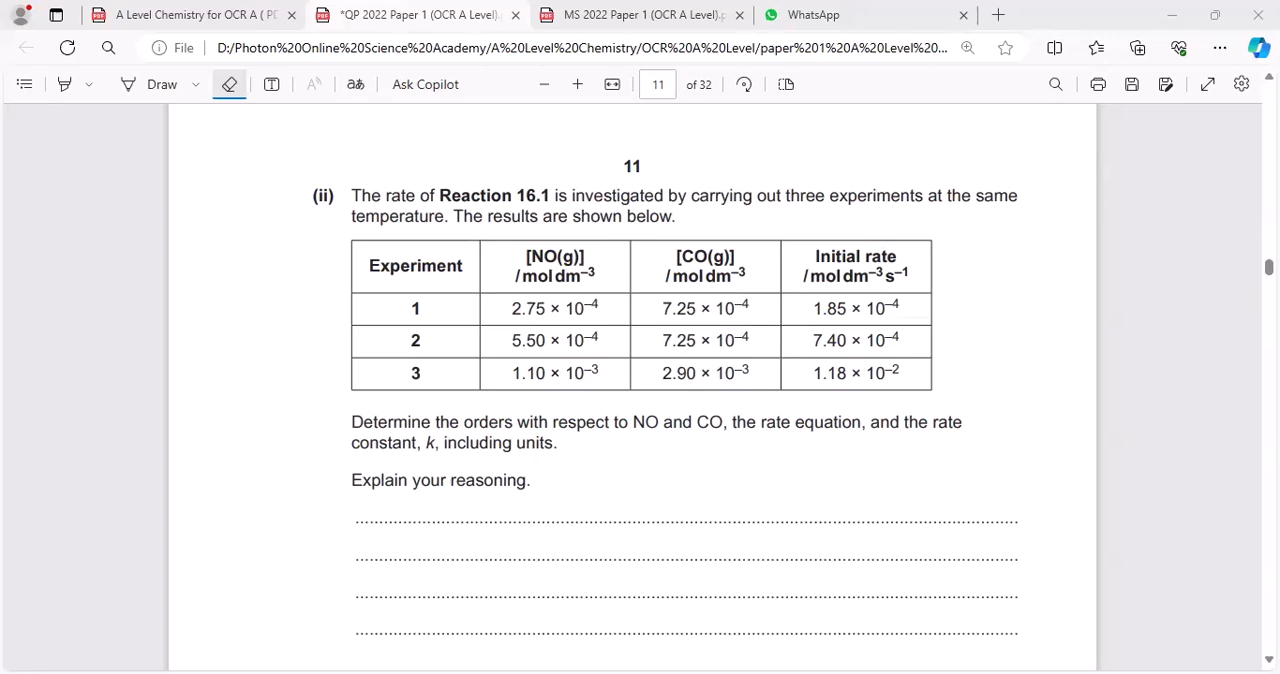 A Level Chemistry for OCR A ( PD
*QP 2022 Paper 1 (OCR A Level).
MS 2022 Paper 1 (OCR A Level).p
WhatsApp
File
D:/Photon%20Online%20Science%20Academy/A%20Level%20Chemistry/OCR%20A%20Level/paper%201%20A%20Level%20...
Draw
aあ
Ask Copilot
11 of 32
11
(ii) The rate of Reaction 16.1 is investigated by carrying out three experiments at the same
temperature. The results are shown below.
Experiment [NO(g)] /mol dm⁻³ [CO(g)] /mol dm⁻³ Initial rate /mol dm⁻³ s⁻¹
1 2.75 × 10⁻⁴ 7.25 × 10⁻⁴ 1.85 × 10⁻⁴
2 5.50 × 10⁻⁴ 7.25 × 10⁻⁴ 7.40 × 10⁻⁴
3 1.10 × 10⁻³ 2.90 × 10⁻³ 1.18 × 10⁻²
Determine the orders with respect to NO and CO, the rate equation, and the rate
constant, k, including units.
Explain your reasoning.